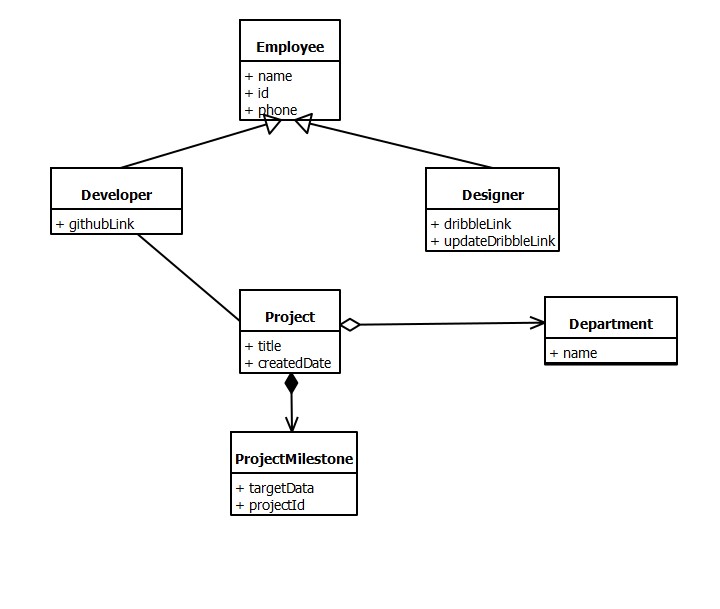 Employee
+ name
+ id
+ phone
Developer
+ githubLink
Designer
+ dribbleLink
+ updateDribbleLink
Project
+ title
+ createdDate
Department
+ name
ProjectMilestone
+ targetData
+ projectId